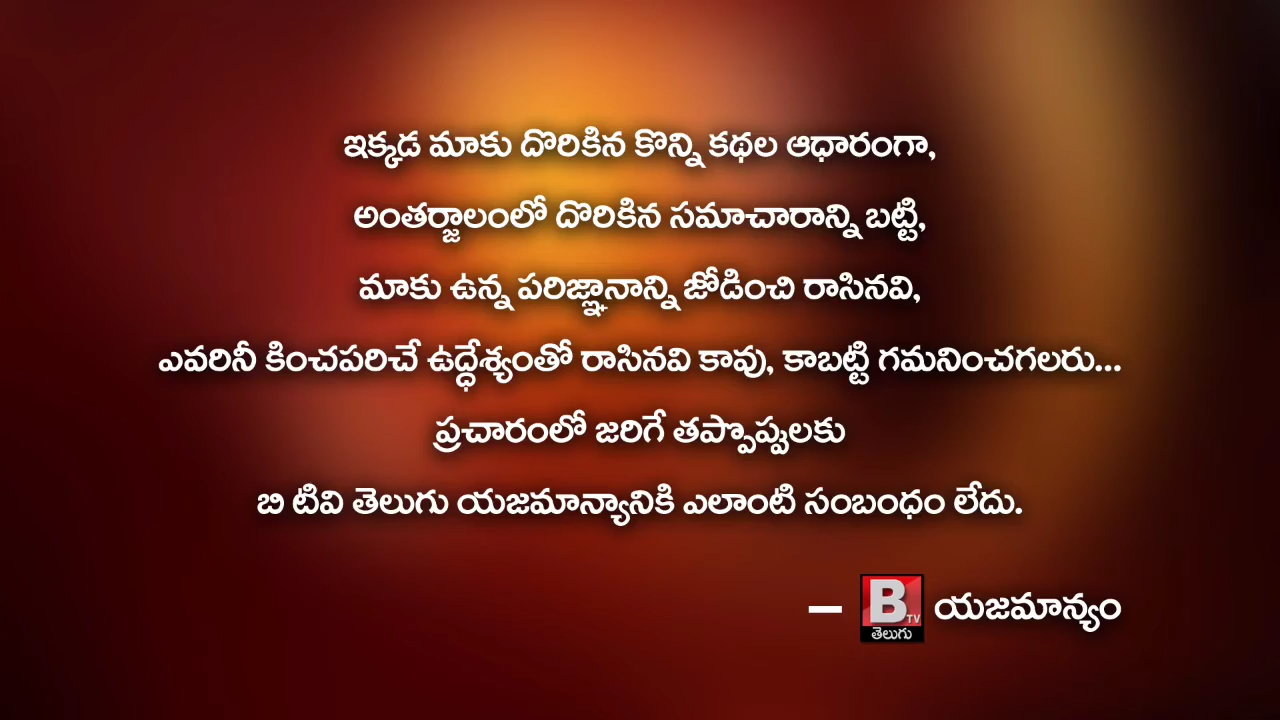 ఇక్కడ మాకు దొరికిన కొన్ని కథల ఆధారంగా,
అంతర్జాలంలో దొరికిన సమాచారాన్ని బట్టి,
మాకు ఉన్న పరిజ్ఞానాన్ని జోడించి రాసినవి,
ఎవరినీ కించపరిచే ఉద్ధేశ్యంతో రాసినవి కావు, కాబట్టి గమనించగలరు...
ప్రచారంలో జరిగే తప్పొప్పులకు
బి టివి తెలుగు యజమాన్యానికి ఎలాంటి సంబంధం లేదు.
– B TV తెలుగు యజమాన్యం